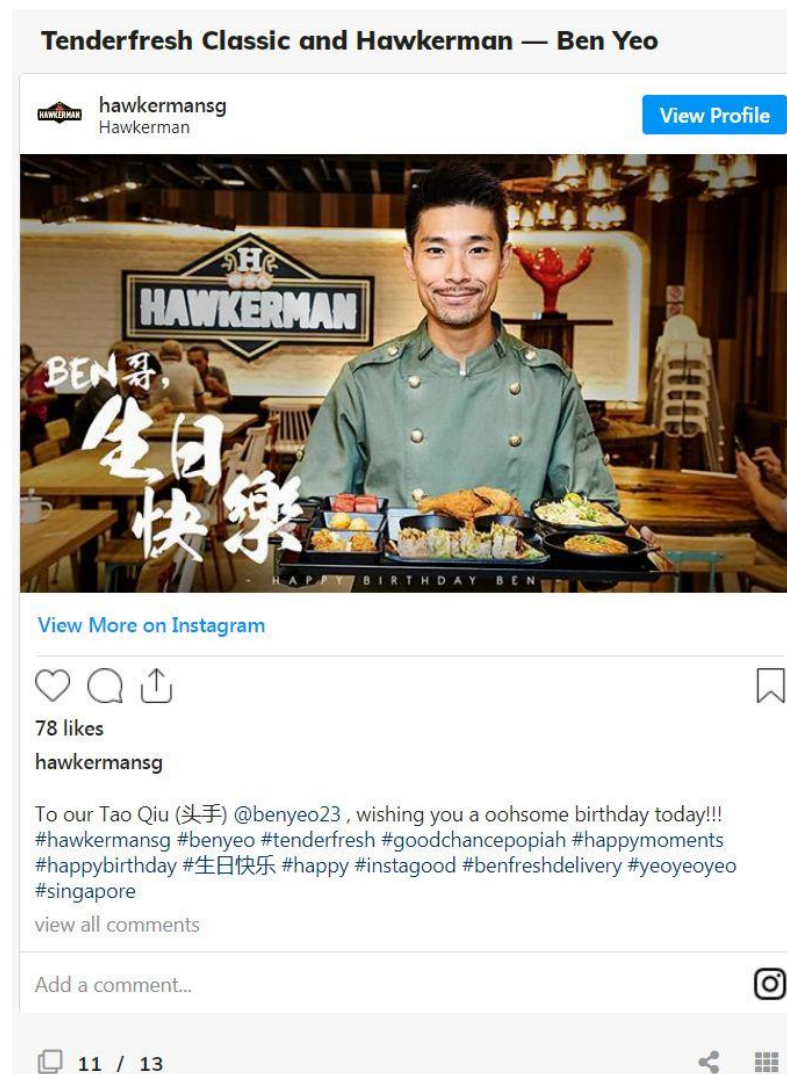 Tenderfresh Classic and Hawkerman — Ben Yeo
HAWKERMAN
hawkermansg
Hawkerman
View Profile
H
HAWKERMAN
BEN哥,
生日
快樂
- HAPPY BIRTHDAY BEN -
View More on Instagram
78 likes
hawkermansg
To our Tao Qiu (头手) @benyeo23 , wishing you a oohsome birthday today!!!
#hawkermansg #benyeo #tenderfresh #goodchancepopiah #happymoments
#happybirthday #生日快乐 #happy #instagood #benfreshdelivery #yeoyeoyeo
#singapore
view all comments
Add a comment...
11 / 13